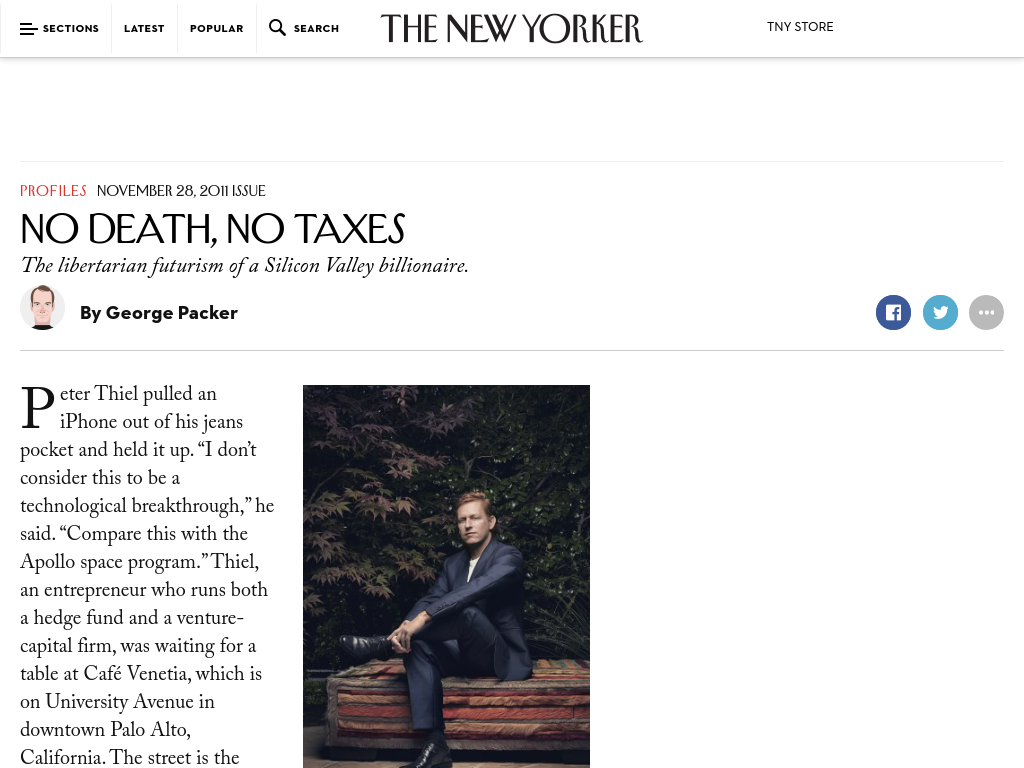 SECTIONS
LATEST
POPULAR
SEARCH
THE NEW YORKER
TNY STORE
PROFILES NOVEMBER 28, 2011 ISSUE
NO DEATH, NO TAXES
The libertarian futurism of a Silicon Valley billionaire.
By George Packer
Peter Thiel pulled an
iPhone out of his jeans
pocket and held it up. “I don’t
consider this to be a
technological breakthrough,” he
said. “Compare this with the
Apollo space program.” Thiel,
an entrepreneur who runs both
a hedge fund and a venture-
capital firm, was waiting for a
table at Café Venetia, which is
on University Avenue in
downtown Palo Alto,
California. The street is the